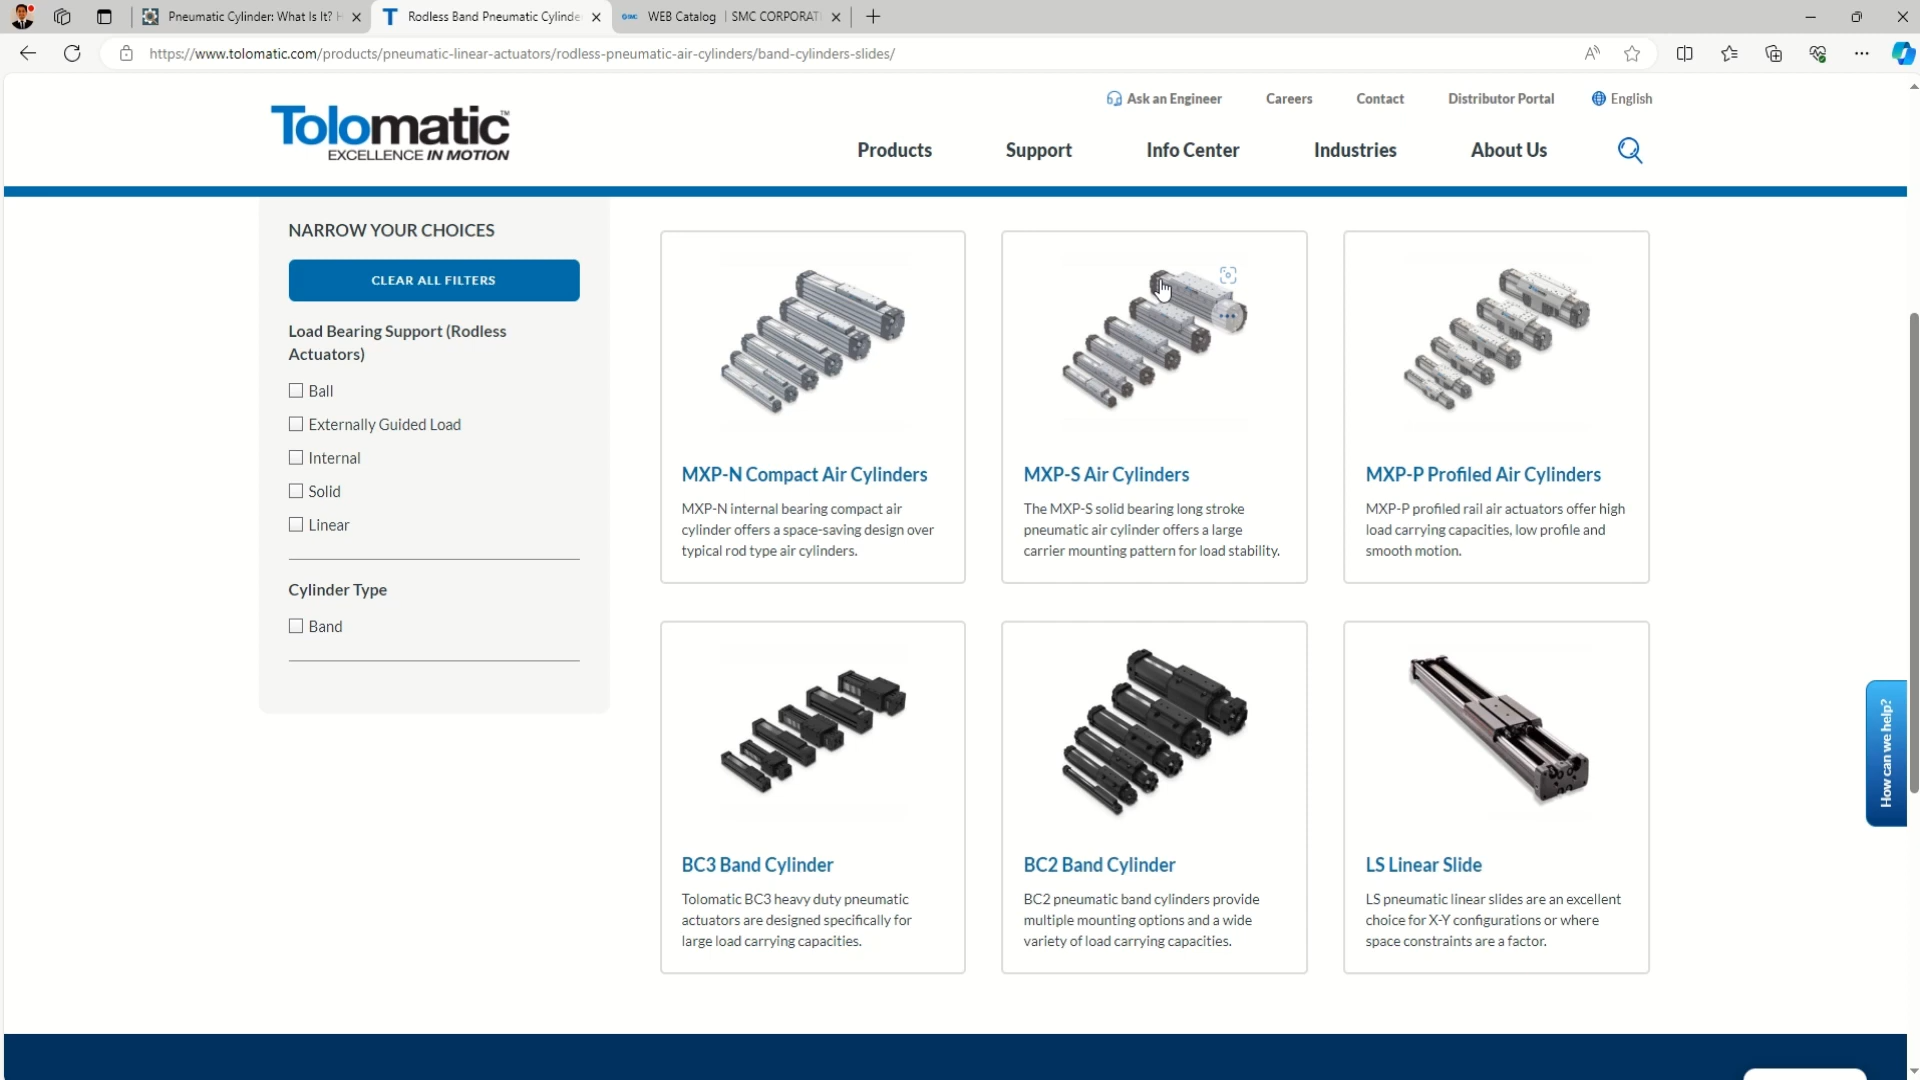 Pneumatic Cylinder: What Is It? H
Rodless Band Pneumatic Cylinde
SMC WEB Catalog | SMC CORPORATI
https://www.tolomatic.com/products/pneumatic-linear-actuators/rodless-pneumatic-air-cylinders/band-cylinders-slides/
Ask an Engineer Careers Contact Distributor Portal English
Tolomatic™
EXCELLENCE IN MOTION
Products Support Info Center Industries About Us
NARROW YOUR CHOICES
CLEAR ALL FILTERS
Load Bearing Support (Rodless
Actuators)
Ball
Externally Guided Load
Internal
Solid
Linear
Cylinder Type
Band
MXP-N Compact Air Cylinders
MXP-N internal bearing compact air
cylinder offers a space-saving design over
typical rod type air cylinders.
MXP-S Air Cylinders
The MXP-S solid bearing long stroke
pneumatic air cylinder offers a large
carrier mounting pattern for load stability.
MXP-P Profiled Air Cylinders
MXP-P profiled rail air actuators offer high
load carrying capacities, low profile and
smooth motion.
BC3 Band Cylinder
Tolomatic BC3 heavy duty pneumatic
actuators are designed specifically for
large load carrying capacities.
BC2 Band Cylinder
BC2 pneumatic band cylinders provide
multiple mounting options and a wide
variety of load carrying capacities.
LS Linear Slide
LS pneumatic linear slides are an excellent
choice for X-Y configurations or where
space constraints are a factor.
How can we help?